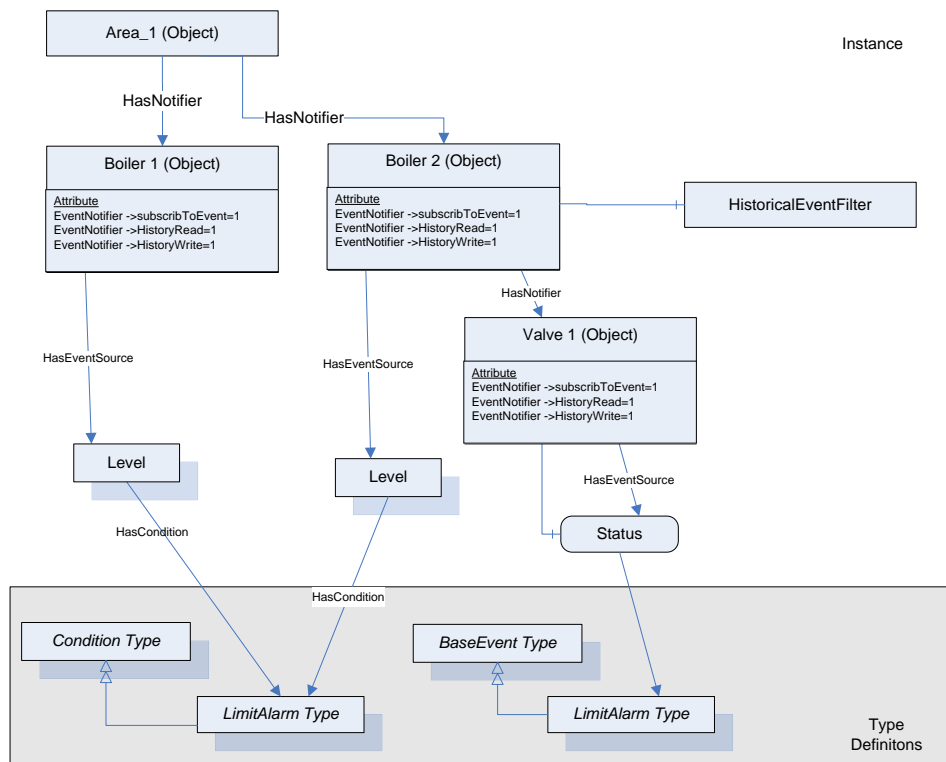 Area_1 (Object)
Instance
HasNotifier
HasNotifier
Boiler 1 (Object)
Attribute
EventNotifier ->subscribToEvent=1
EventNotifier ->HistoryRead=1
EventNotifier ->HistoryWrite=1
Boiler 2 (Object)
Attribute
EventNotifier ->subscribToEvent=1
EventNotifier ->HistoryRead=1
EventNotifier ->HistoryWrite=1
HistoricalEventFilter
HasNotifier
Valve 1 (Object)
Attribute
EventNotifier ->subscribToEvent=1
EventNotifier ->HistoryRead=1
EventNotifier ->HistoryWrite=1
HasEventSource
HasEventSource
Level
Level
HasEventSource
Status
HasCondition
HasCondition
Condition Type
BaseEvent Type
LimitAlarm Type
LimitAlarm Type
Type
Definitons